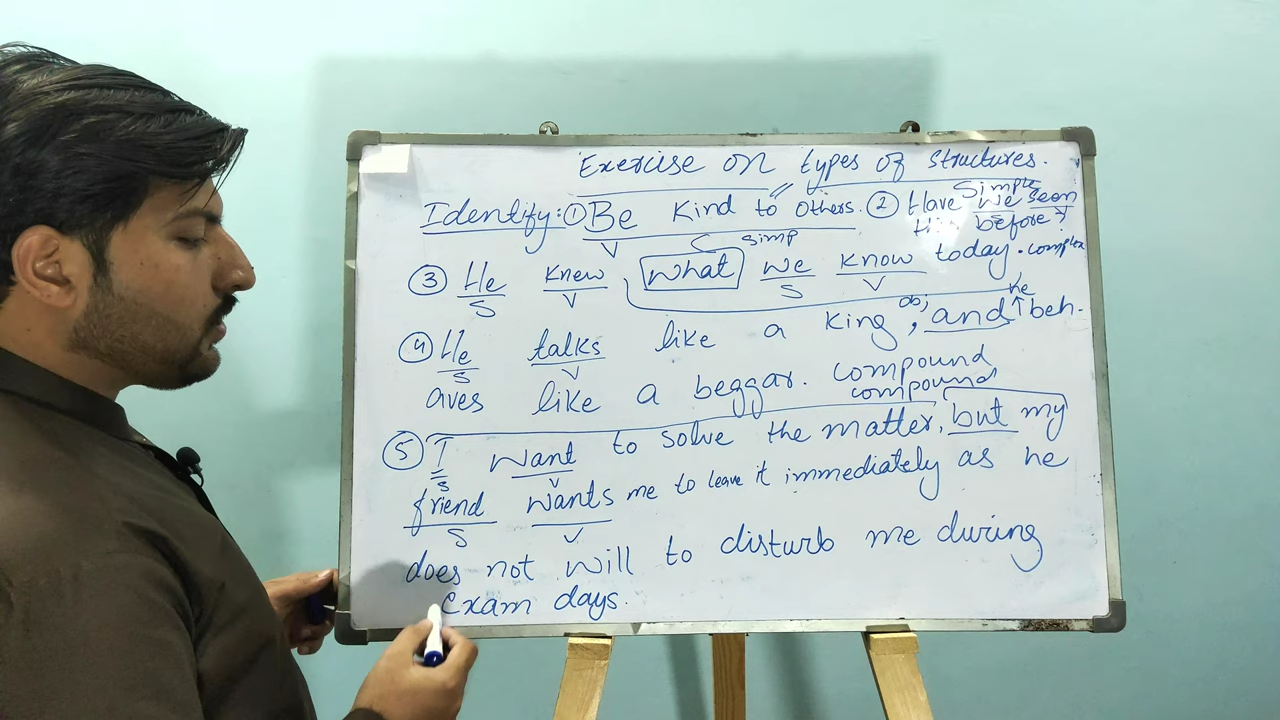 Exercise on types of structures.
Simple
Identify: ① Be Kind to others. ② Have we seen
him before?
simp
③ He knew what we know today. complex
S V S V
obj he
④ He talks like a King, and ↑ beh-
S V
aves like a beggar. compound
compound
⑤ I want to solve the matter, but my
S V
friend wants me to leave it immediately as he
S V
does not will to disturb me during
exam days.